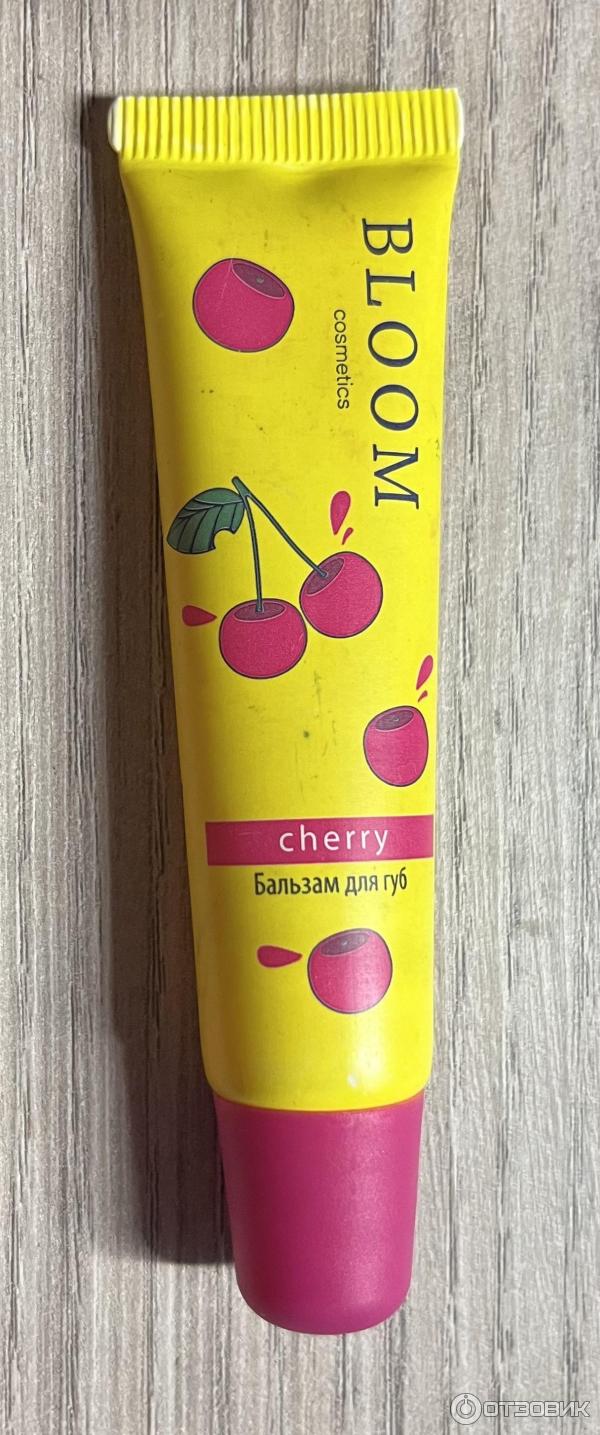 BLOOM
cosmetics
cherry
Бальзам для губ
ОТЗОВИК